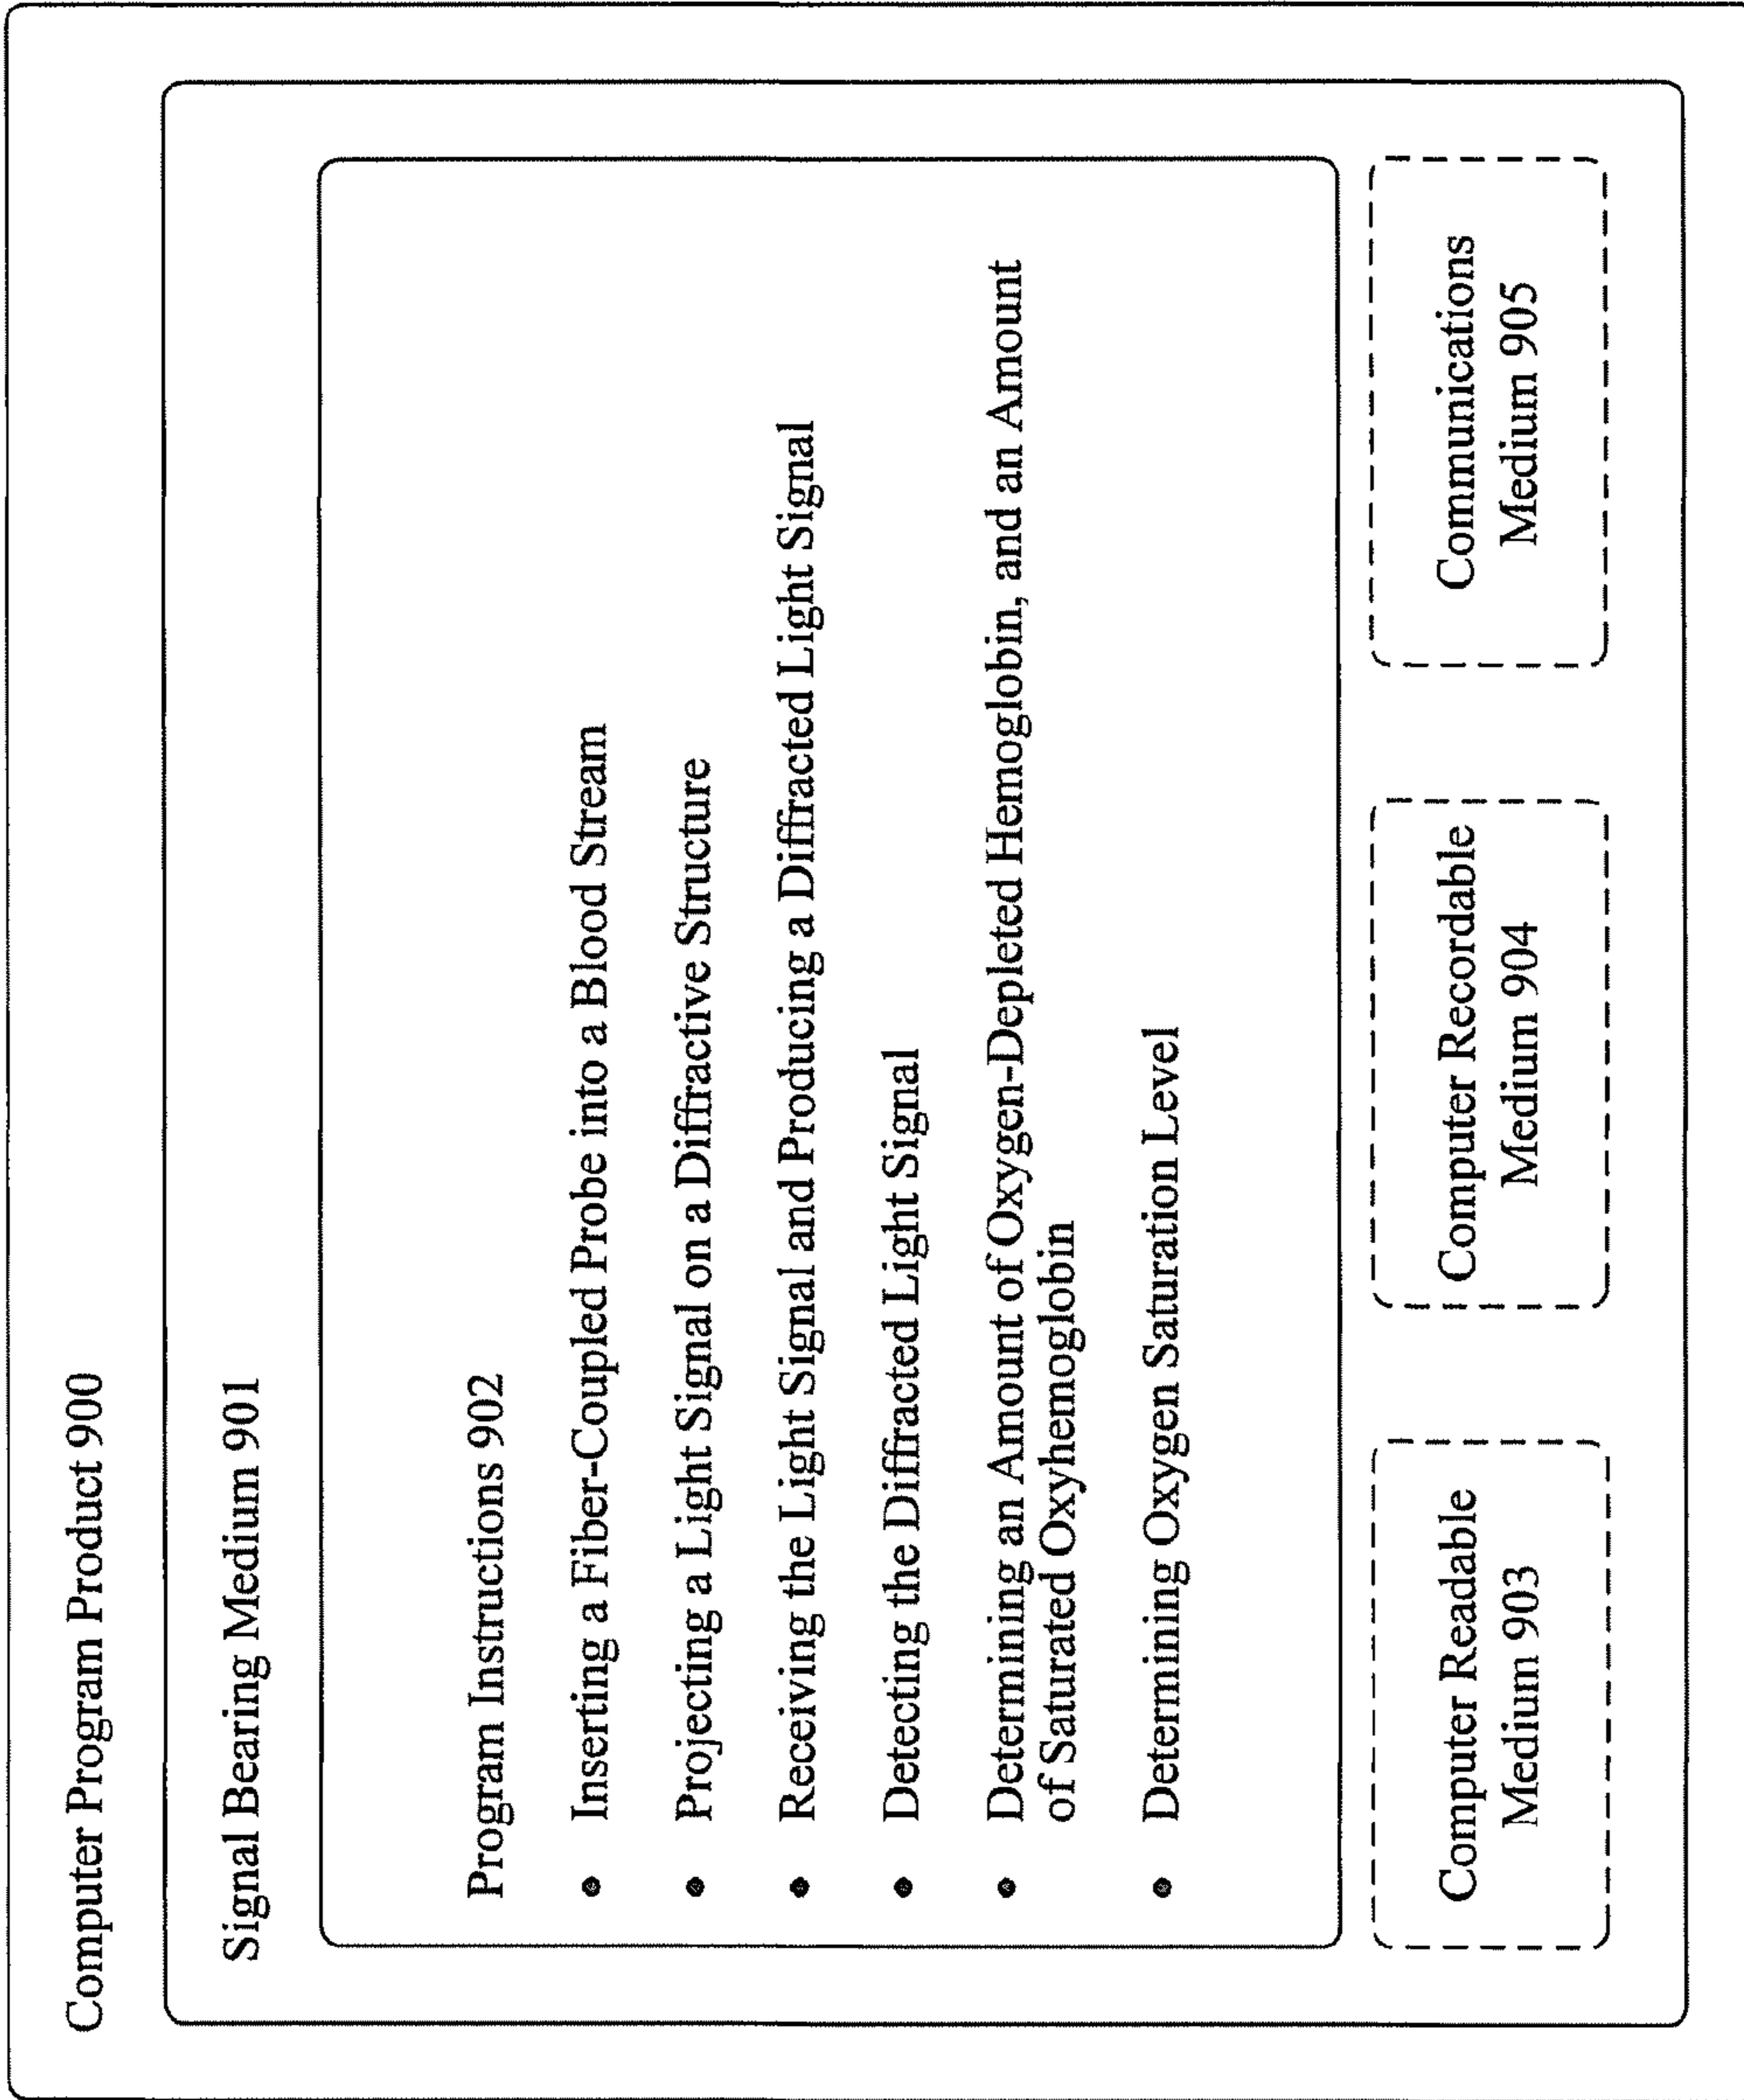 Computer Program Product 900
Signal Bearing Medium 901
Program Instructions 902
• Inserting a Fiber-Coupled Probe into a Blood Stream
• Projecting a Light Signal on a Diffractive Structure
• Receiving the Light Signal and Producing a Diffracted Light Signal
• Detecting the Diffracted Light Signal
• Determining an Amount of Oxygen-Depleted Hemoglobin, and an Amount
of Saturated Oxyhemoglobin
• Determining Oxygen Saturation Level
Computer Readable
Medium 903
Computer Recordable
Medium 904
Communications
Medium 905